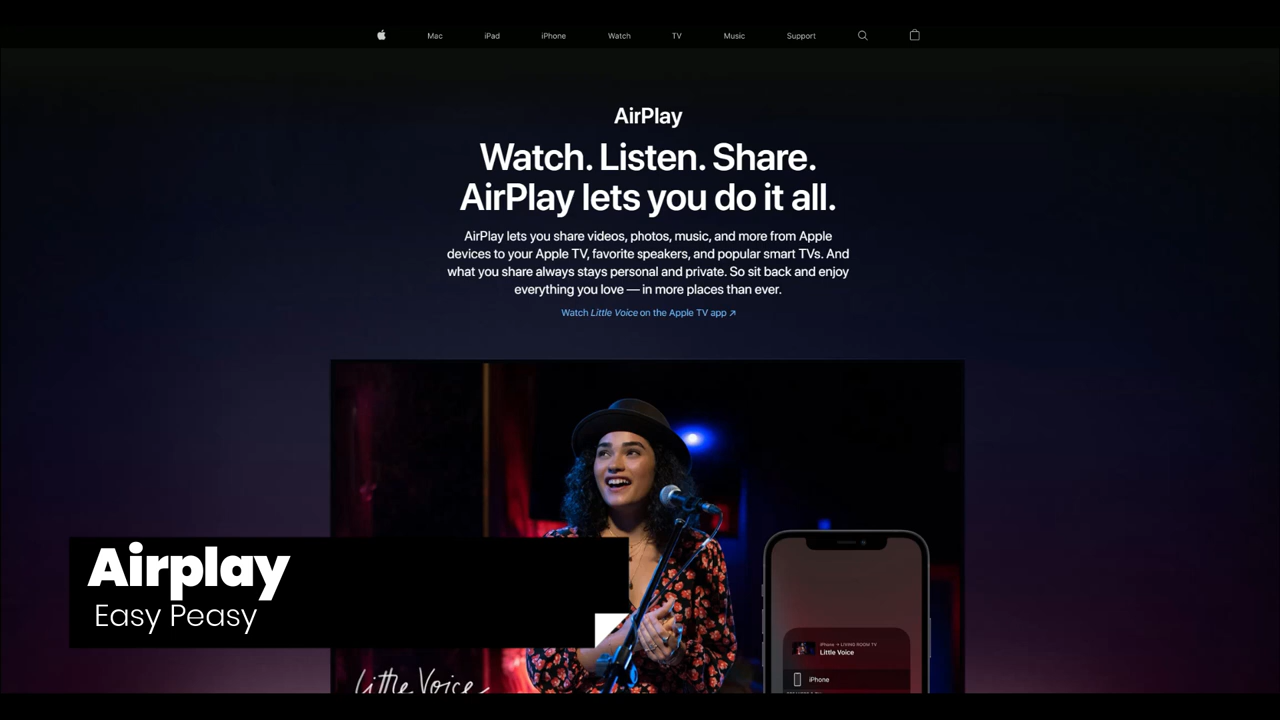 Mac iPad iPhone Watch TV Music Support
AirPlay
Watch. Listen. Share.
AirPlay lets you do it all.
AirPlay lets you share videos, photos, music, and more from Apple
devices to your Apple TV, favorite speakers, and popular smart TVs. And
what you share always stays personal and private. So sit back and enjoy
everything you love — in more places than ever.
Watch Little Voice on the Apple TV app ↗
Airplay
Easy Peasy
Little Voice
iPhone → LIVING ROOM TV
Little Voice
iPhone